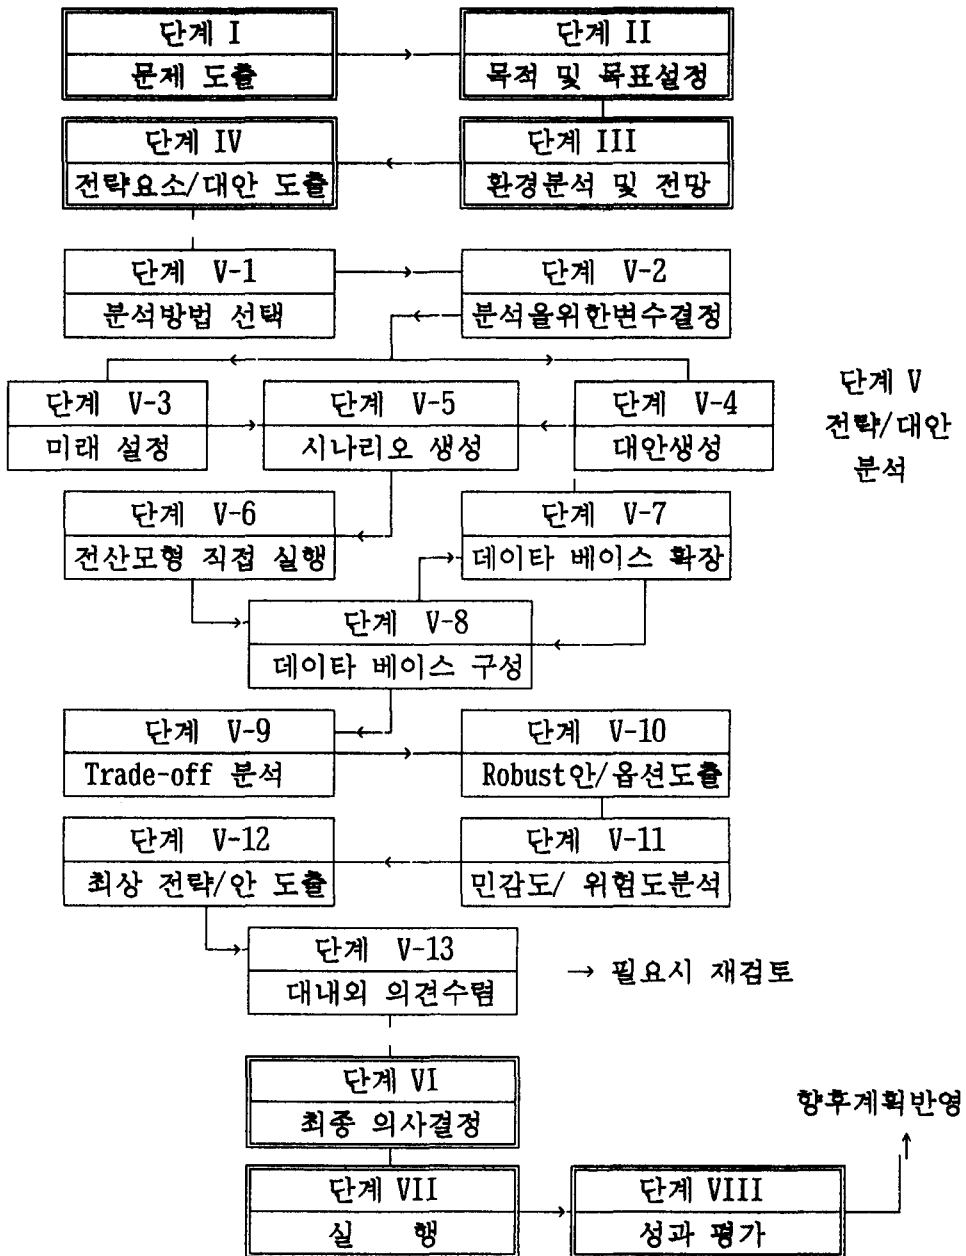 단계 I
문제 도출
단계 II
목적 및 목표설정
단계 IV
전략요소/대안 도출
단계 III
환경분석 및 전망
단계 V-1
분석방법 선택
단계 V-2
분석을위한변수결정
단계 V-3
미래 설정
단계 V-5
시나리오 생성
단계 V-4
대안생성
단계 V
전략/대안
분석
단계 V-6
전산모형 직접 실행
단계 V-7
데이타 베이스 확장
단계 V-8
데이타 베이스 구성
단계 V-9
Trade-off 분석
단계 V-10
Robust안/옵션도출
단계 V-12
최상 전략/안 도출
단계 V-11
민감도/ 위험도분석
단계 V-13
대내외 의견수렴
→ 필요시 재검토
단계 VI
최종 의사결정
향후계획반영
단계 VII
실 행
단계 VIII
성과 평가